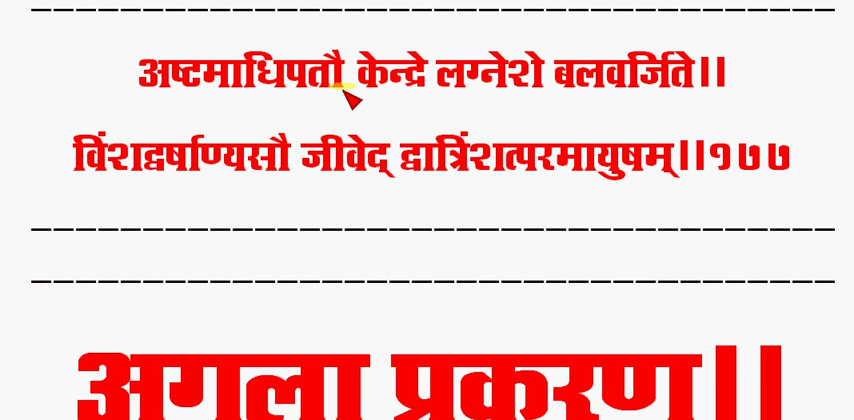 अष्टमाधिपतौ केन्द्रे लग्नेशे बलवर्जिते।।
विंशद्वर्षाण्यसौ जीवेद् द्वात्रिंशत्परमायुषम्।।१७७
अगला प्रकरण।।